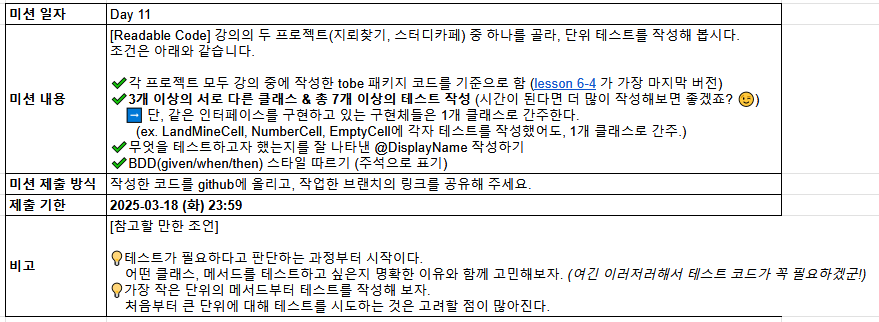 미션 일자 Day 11
[Readable Code] 강의의 두 프로젝트(지뢰찾기, 스터디카페) 중 하나를 골라, 단위 테스트를 작성해 봅시다.
조건은 아래와 같습니다.
미션 내용
✔각 프로젝트 모두 강의 중에 작성한 tobe 패키지 코드를 기준으로 함 (lesson 6-4 가 가장 마지막 버전)
✔3개 이상의 서로 다른 클래스 & 총 7개 이상의 테스트 작성 (시간이 된다면 더 많이 작성해보면 좋겠죠? 😉)
➡ 단, 같은 인터페이스를 구현하고 있는 구현체들은 1개 클래스로 간주한다.
(ex. LandMineCell, NumberCell, EmptyCell에 각자 테스트를 작성했어도, 1개 클래스로 간주.)
✔무엇을 테스트하고자 했는지를 잘 나타낸 @DisplayName 작성하기
✔BDD(given/when/then) 스타일 따르기 (주석으로 표기)
미션 제출 방식 작성한 코드를 github에 올리고, 작업한 브랜치의 링크를 공유해 주세요.
제출 기한 2025-03-18 (화) 23:59
비고
[참고할 만한 조언]
💡테스트가 필요하다고 판단하는 과정부터 시작이다.
어떤 클래스, 메서드를 테스트하고 싶은지 명확한 이유와 함께 고민해보자. (여긴 이러저러해서 테스트 코드가 꼭 필요하겠군!)
💡가장 작은 단위의 메서드부터 테스트를 작성해 보자.
처음부터 큰 단위에 대해 테스트를 시도하는 것은 고려할 점이 많아진다.